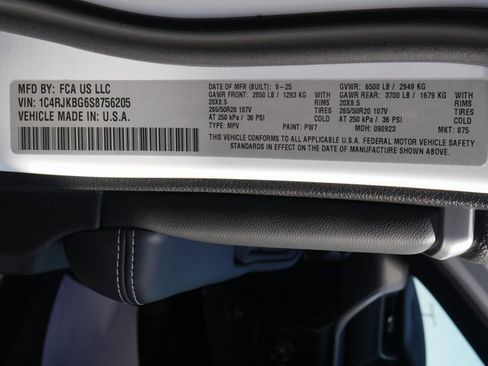 MFD BY: FCA US LLC
VIN: 1C4RJKBG6S8756205
VEHICLE MADE IN: U.S.A.
DATE OF MFR (BUILT): 9-25
GAWR FRONT: 2850 LB / 1293 KG
20X8.5 RIMS
265/50R20 107V TIRES
AT 250 kPa / 36 PSI COLD
TYPE: MPV PAINT: PW7
GVWR: 6500 LB / 2949 KG
GAWR REAR: 3700 LB / 1679 KG
20X8.5 RIMS
265/50R20 107V TIRES
AT 250 kPa / 36 PSI COLD
MDH: 090923 MKT: 875
THIS VEHICLE CONFORMS TO ALL APPLICABLE U.S.A. FEDERAL MOTOR VEHICLE SAFETY
STANDARDS IN EFFECT ON THE DATE OF MANUFACTURE SHOWN ABOVE.